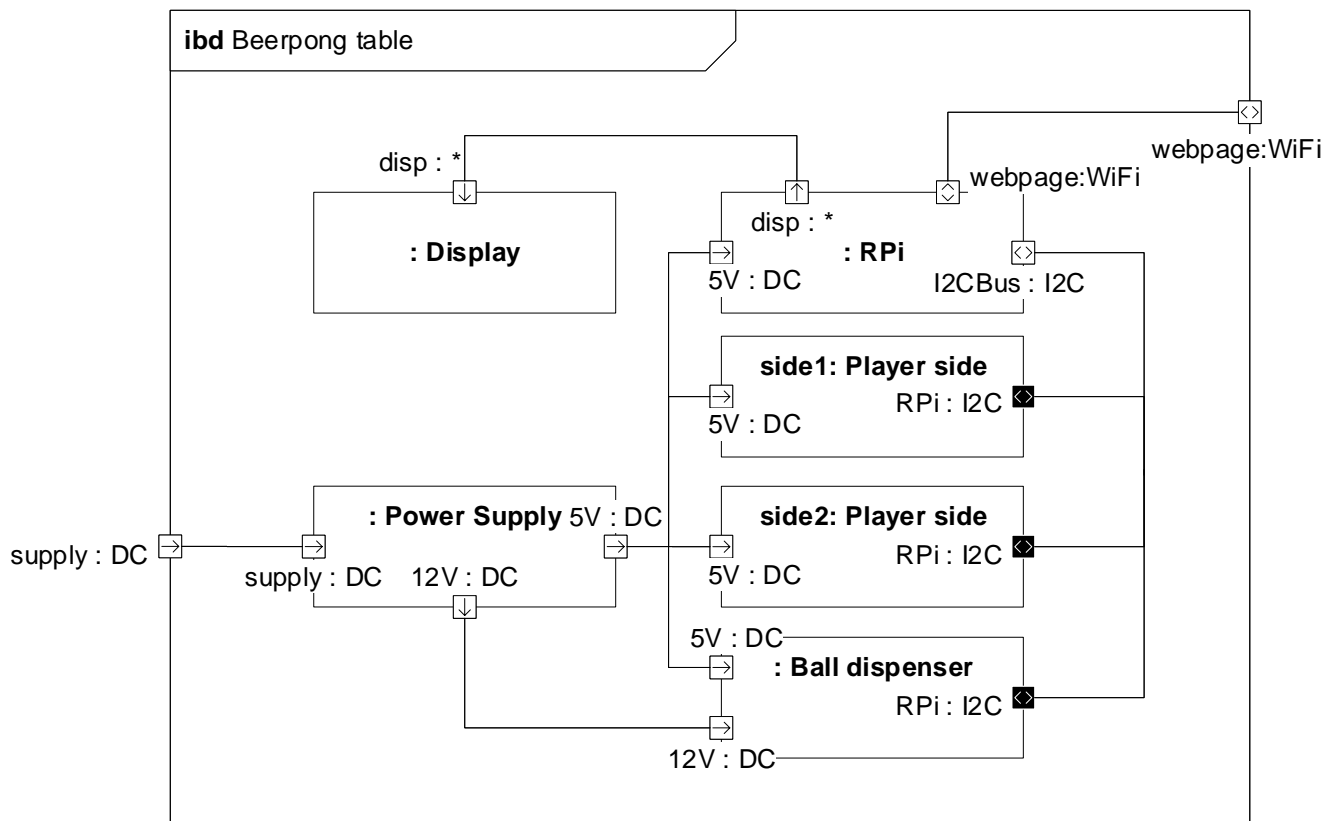 ibd Beerpong table
webpage:WiFi
disp : *
webpage:WiFi
disp : *
: Display
: RPi
5V : DC
I2CBus : I2C
side1: Player side
RPi : I2C
5V : DC
: Power Supply
5V : DC
side2: Player side
supply : DC
RPi : I2C
supply : DC
12V : DC
5V : DC
5V : DC
: Ball dispenser
RPi : I2C
12V : DC